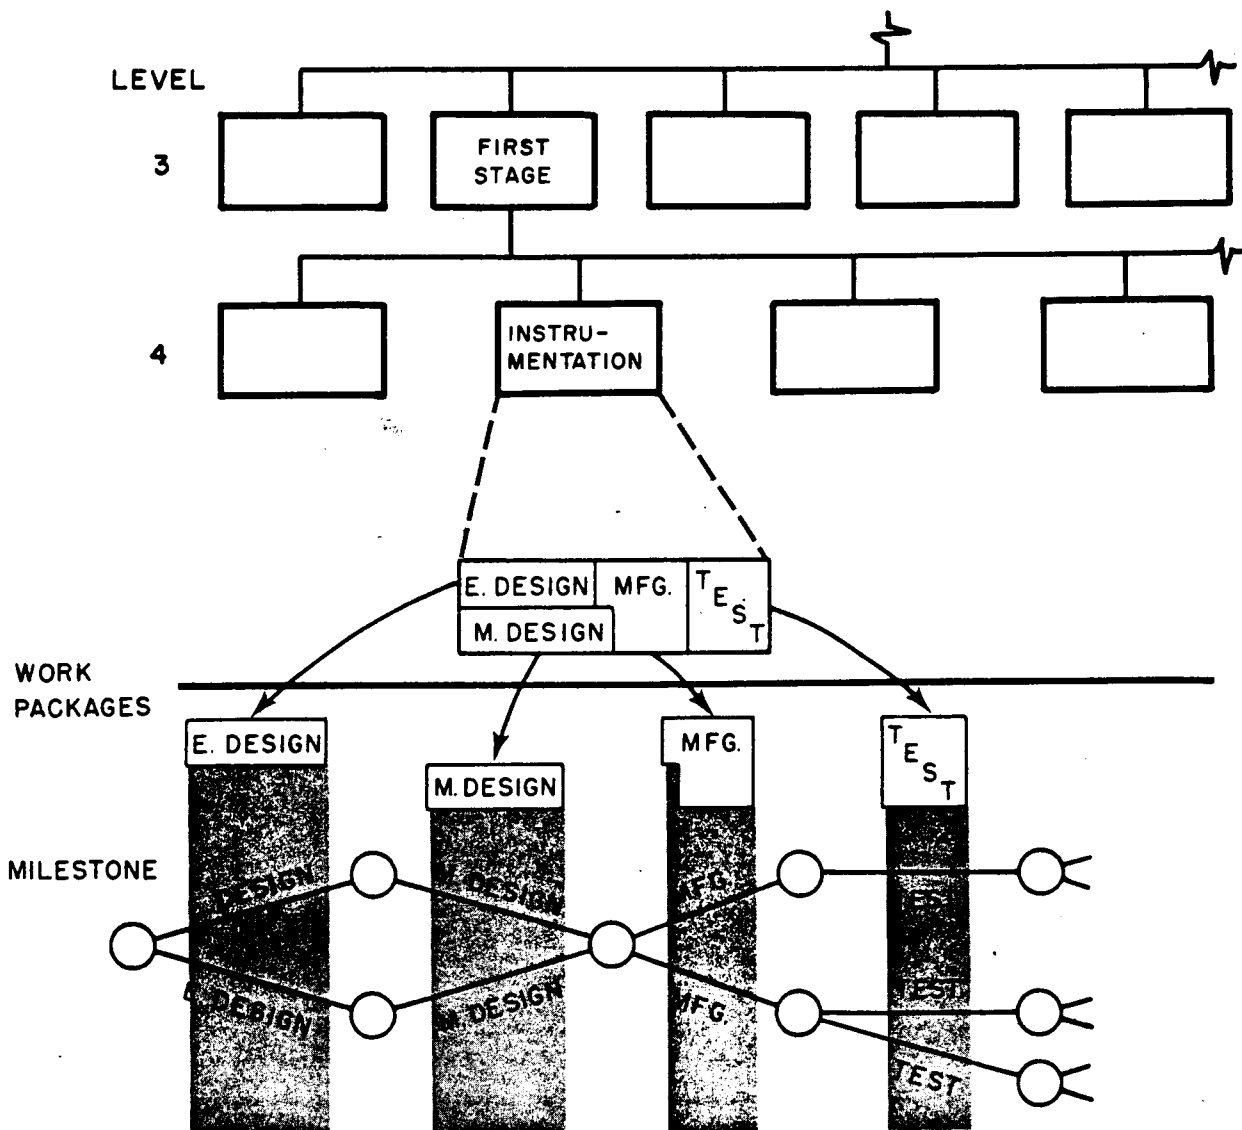 LEVEL
3
FIRST
STAGE
4
INSTRU-
MENTATION
E. DESIGN
MFG.
TEST
M. DESIGN
WORK
PACKAGES
E. DESIGN
M. DESIGN
MFG.
TEST
MILESTONE
DESIGN
DESIGN
MFG.
TEST
E. DESIGN
M. DESIGN
MFG.
TEST
TEST